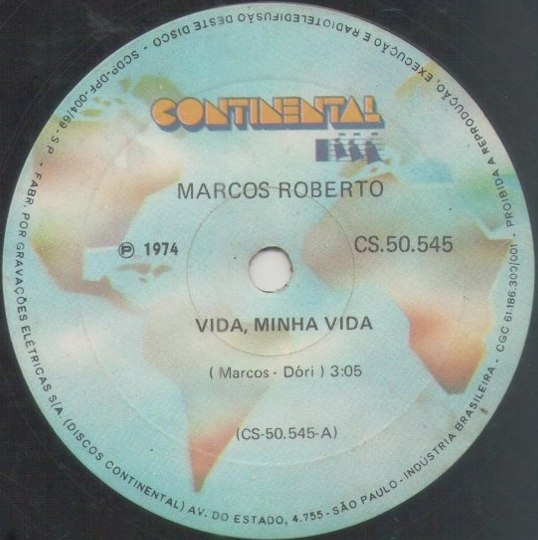 CONTINENTAL
MARCOS ROBERTO
Ⓟ 1974
CS.50.545
VIDA, MINHA VIDA
( Marcos - Dóri ) 3:05
(CS-50.545-A)
PROIBIDA A REPRODUÇÃO, EXECUÇÃO E RADIOTELEDIFUSÃO DESTE DISCO - SCDP-DPF-004/69-S.P. - FABR. POR GRAVAÇÕES ELÉTRICAS S/A (DISCOS CONTINENTAL) AV. DO ESTADO, 4.755 - SÃO PAULO - INDÚSTRIA BRASILEIRA - CGC 61.186.300/001 -